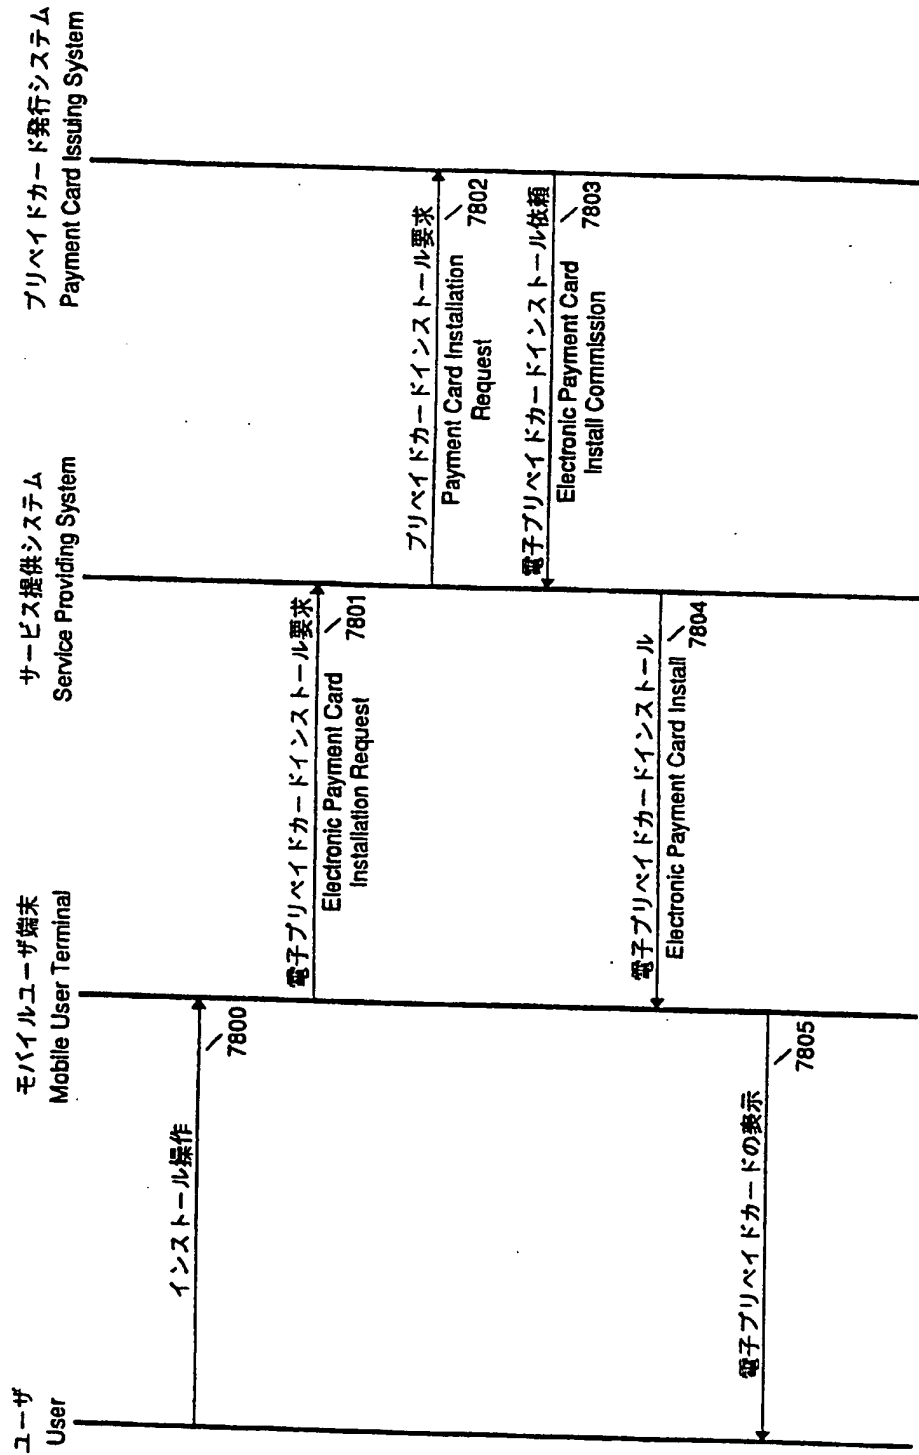 ユーザ
User
モバイルユーザ端末
Mobile User Terminal
サービス提供システム
Service Providing System
プリペイドカード発行システム
Payment Card Issuing System
インストール操作
7800
電子プリペイドカードインストール要求
7801
Electronic Payment Card
Installation Request
プリペイドカードインストール要求
7802
Payment Card Installation
Request
電子プリペイドカードインストール依頼
7803
Electronic Payment Card
Install Commission
電子プリペイドカードインストール
7804
Electronic Payment Card Install
電子プリペイドカードの表示
7805